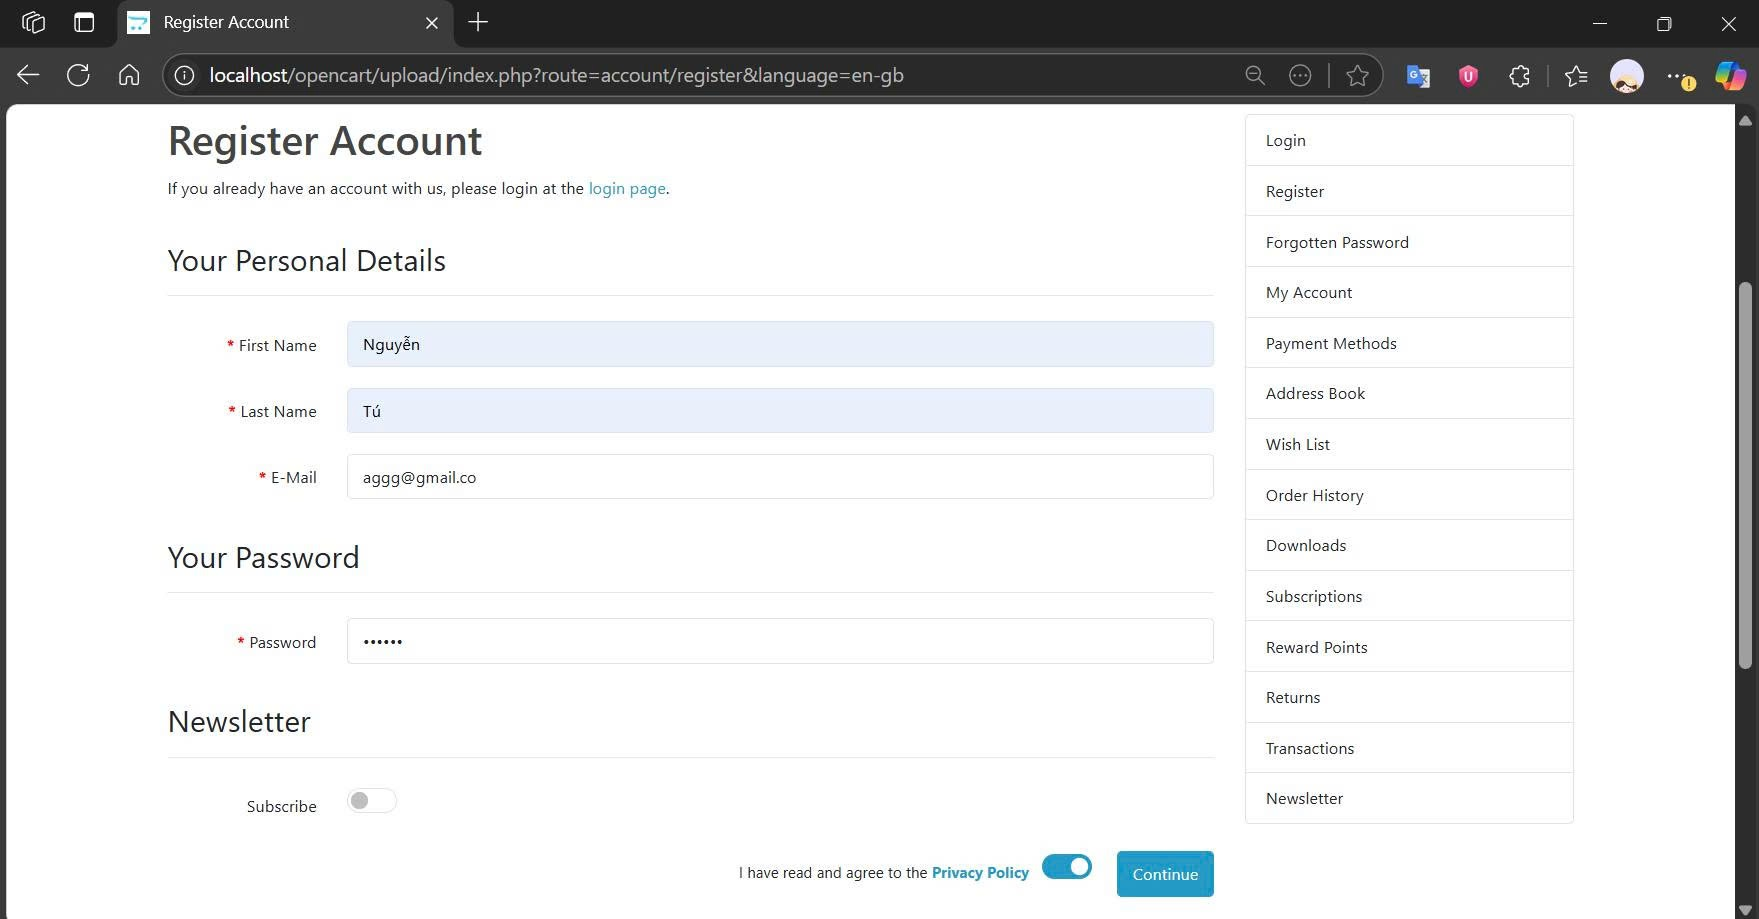 Register Account
localhost/opencart/upload/index.php?route=account/register&language=en-gb
Register Account
If you already have an account with us, please login at the login page.
Your Personal Details
* First Name
Nguyễn
* Last Name
Tú
* E-Mail
aggg@gmail.co
Your Password
* Password
••••••
Newsletter
Subscribe
I have read and agree to the Privacy Policy
Continue
Login
Register
Forgotten Password
My Account
Payment Methods
Address Book
Wish List
Order History
Downloads
Subscriptions
Reward Points
Returns
Transactions
Newsletter